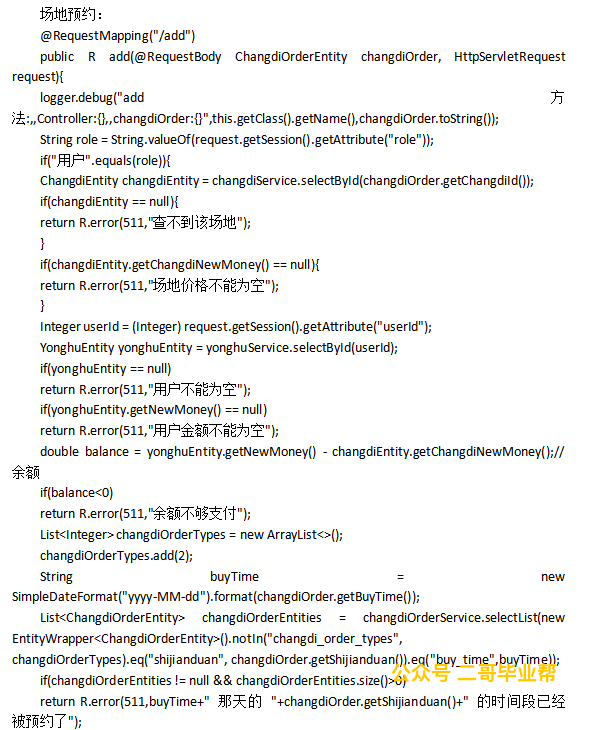 场地预约：
@RequestMapping("/add")
public R add(@RequestBody ChangdiOrderEntity changdiOrder, HttpServletRequest
request){
logger.debug("add 方
法:,,Controller:{},,changdiOrder:{}",this.getClass().getName(),changdiOrder.toString());
String role = String.valueOf(request.getSession().getAttribute("role"));
if("用户".equals(role)){
ChangdiEntity changdiEntity = changdiService.selectById(changdiOrder.getChangdiId());
if(changdiEntity == null){
return R.error(511,"查不到该场地");
}
if(changdiEntity.getChangdiNewMoney() == null){
return R.error(511,"场地价格不能为空");
}
Integer userId = (Integer) request.getSession().getAttribute("userId");
YonghuEntity yonghuEntity = yonghuService.selectById(userId);
if(yonghuEntity == null)
return R.error(511,"用户不能为空");
if(yonghuEntity.getNewMoney() == null)
return R.error(511,"用户金额不能为空");
double balance = yonghuEntity.getNewMoney() - changdiEntity.getChangdiNewMoney();//
余额
if(balance<0)
return R.error(511,"余额不够支付");
List<Integer> changdiOrderTypes = new ArrayList<>();
changdiOrderTypes.add(2);
String buyTime = new
SimpleDateFormat("yyyy-MM-dd").format(changdiOrder.getBuyTime());
List<ChangdiOrderEntity> changdiOrderEntities = changdiOrderService.selectList(new
EntityWrapper<ChangdiOrderEntity>().notIn("changdi_order_types",
changdiOrderTypes).eq("shijianduan", changdiOrder.getShijianduan()).eq("buy_time",buyTime));
if(changdiOrderEntities != null && changdiOrderEntities.size()>0)
return R.error(511,buyTime+" 那天的 "+changdiOrder.getShijianduan()+" 的时间段已经
被预约了");
公众号 二哥毕业帮